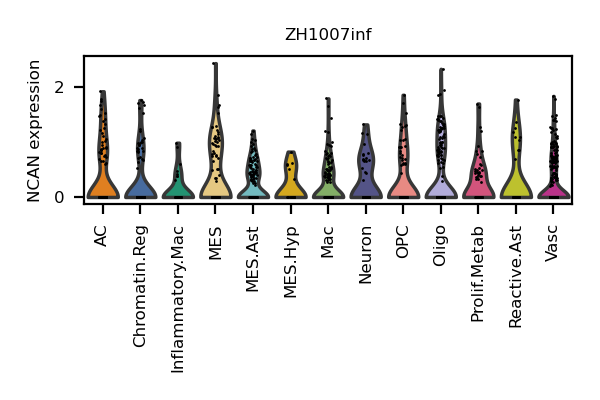 ZH1007inf
NCAN expression
2
0
AC
Chromatin.Reg
Inflammatory.Mac
MES
MES.Ast
MES.Hyp
Mac
Neuron
OPC
Oligo
Prolif.Metab
Reactive.Ast
Vasc